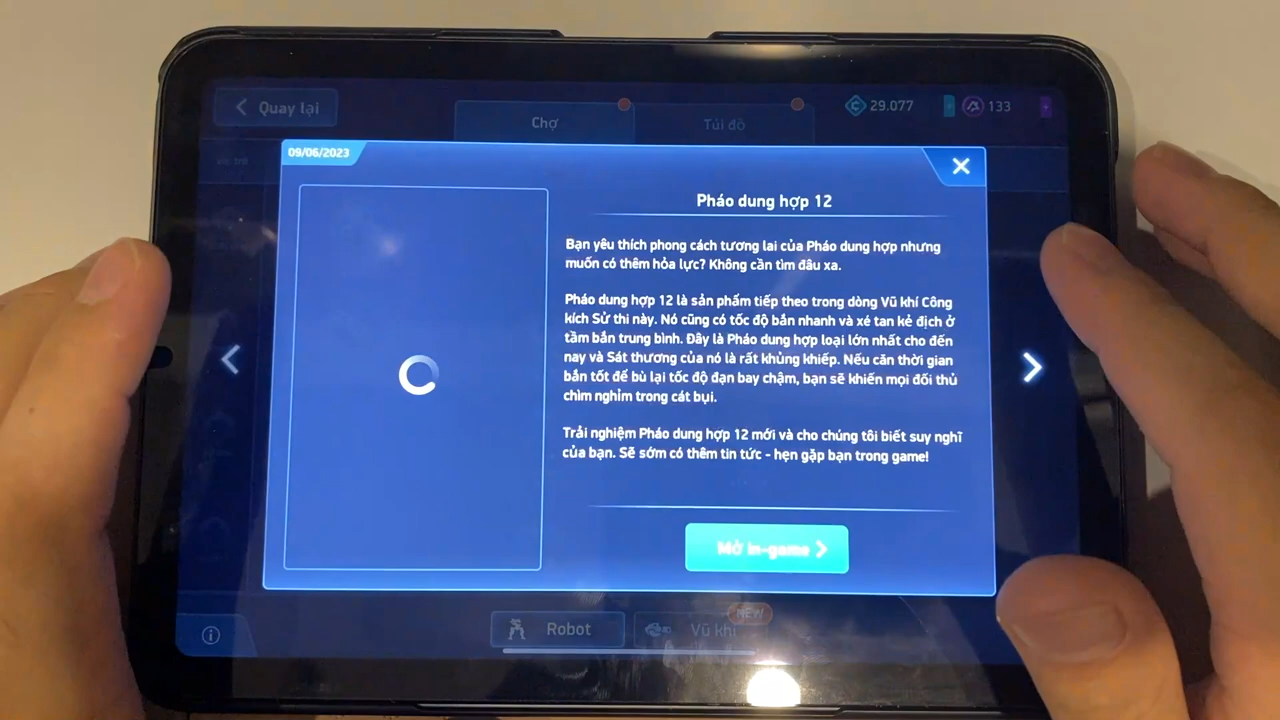 Quay lại
Chợ
Túi đồ
29.077
133
09/06/2023
Pháo dung hợp 12
Bạn yêu thích phong cách tương lai của Pháo dung hợp nhưng
muốn có thêm hỏa lực? Không cần tìm đâu xa.
Pháo dung hợp 12 là sản phẩm tiếp theo trong dòng Vũ khí Công
kích Sử thi này. Nó cũng có tốc độ bắn nhanh và xé tan kẻ địch ở
tầm bắn trung bình. Đây là Pháo dung hợp loại lớn nhất cho đến
nay và Sát thương của nó là rất khủng khiếp. Nếu căn thời gian
bắn tốt để bù lại tốc độ đạn bay chậm, bạn sẽ khiến mọi đối thủ
chìm nghỉm trong cát bụi.
Trải nghiệm Pháo dung hợp 12 mới và cho chúng tôi biết suy nghĩ
của bạn. Sẽ sớm có thêm tin tức - hẹn gặp bạn trong game!
Mở in-game
NEW
Robot
Vũ khí